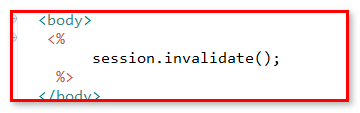 <body>
<%
session.invalidate();
%>
</body>